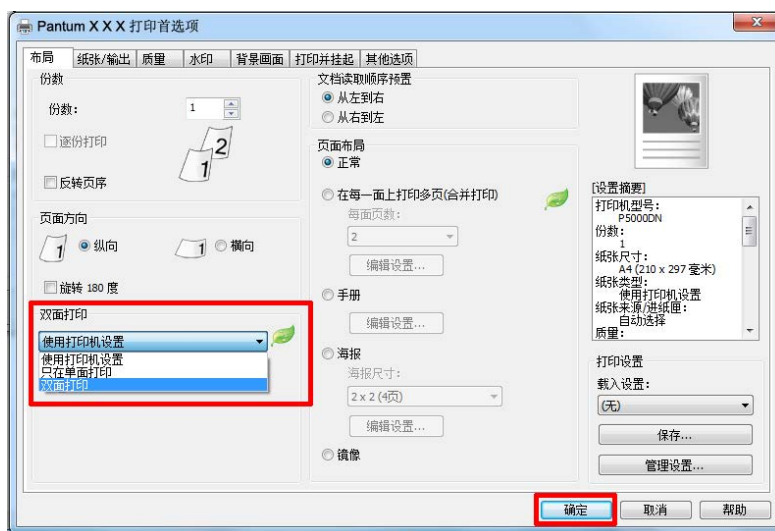 Pantum X X X 打印首选项
布局 纸张/输出 质量 水印 背景画面 打印并挂起 其他选项
份数
份数： 1
逐份打印
1 2
反转页序
页面方向
1 纵向 1 横向
旋转 180 度
双面打印
使用打印机设置
使用打印机设置
只在单面打印
双面打印
文档读取顺序预置
从左到右
从右到左
页面布局
正常
在每一面上打印多页(合并打印)
每面页数：
2
编辑设置...
手册
编辑设置...
海报
海报尺寸：
2 x 2 (4页)
编辑设置...
镜像
[设置摘要]
打印机型号：
P5000DN
份数：
1
纸张尺寸：
A4 (210 x 297 毫米)
纸张类型：
使用打印机设置
纸张来源/进纸匣：
自动选择
质量：
打印设置
载入设置：
(无)
保存...
管理设置...
确定 取消 帮助